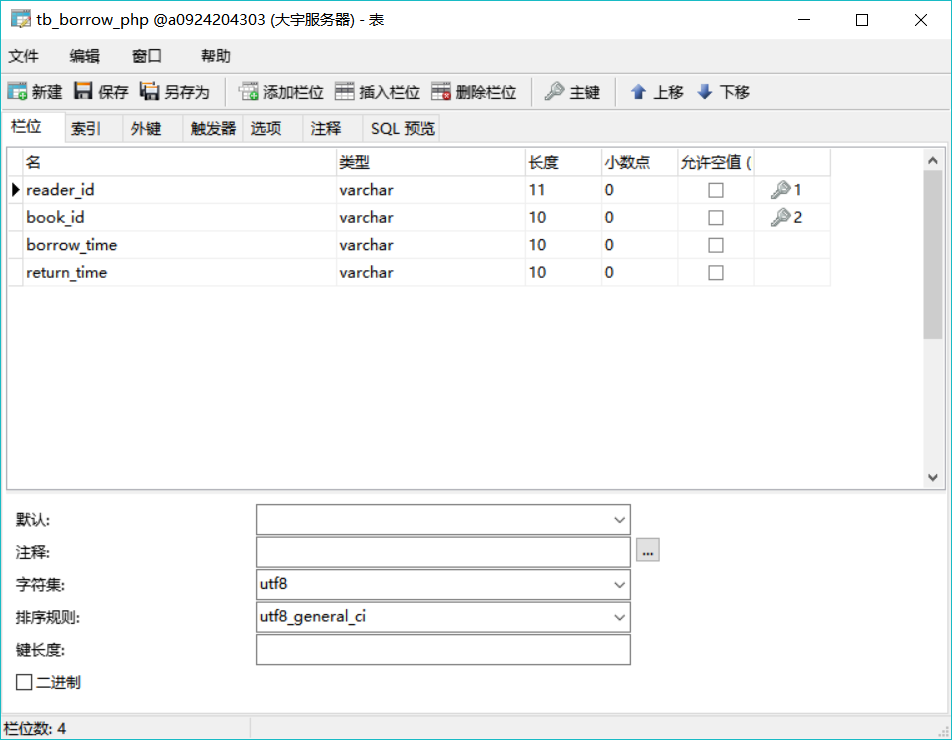 tb_borrow_php @a0924204303 (大宇服务器) - 表
文件 编辑 窗口 帮助
新建 保存 另存为 添加栏位 插入栏位 删除栏位 主键 上移 下移
栏位 索引 外键 触发器 选项 注释 SQL 预览
名 类型 长度 小数点 允许空值 (
reader_id varchar 11 0 1
book_id varchar 10 0 2
borrow_time varchar 10 0
return_time varchar 10 0
默认:
注释: ...
字符集: utf8
排序规则: utf8_general_ci
键长度:
二进制
栏位数: 4